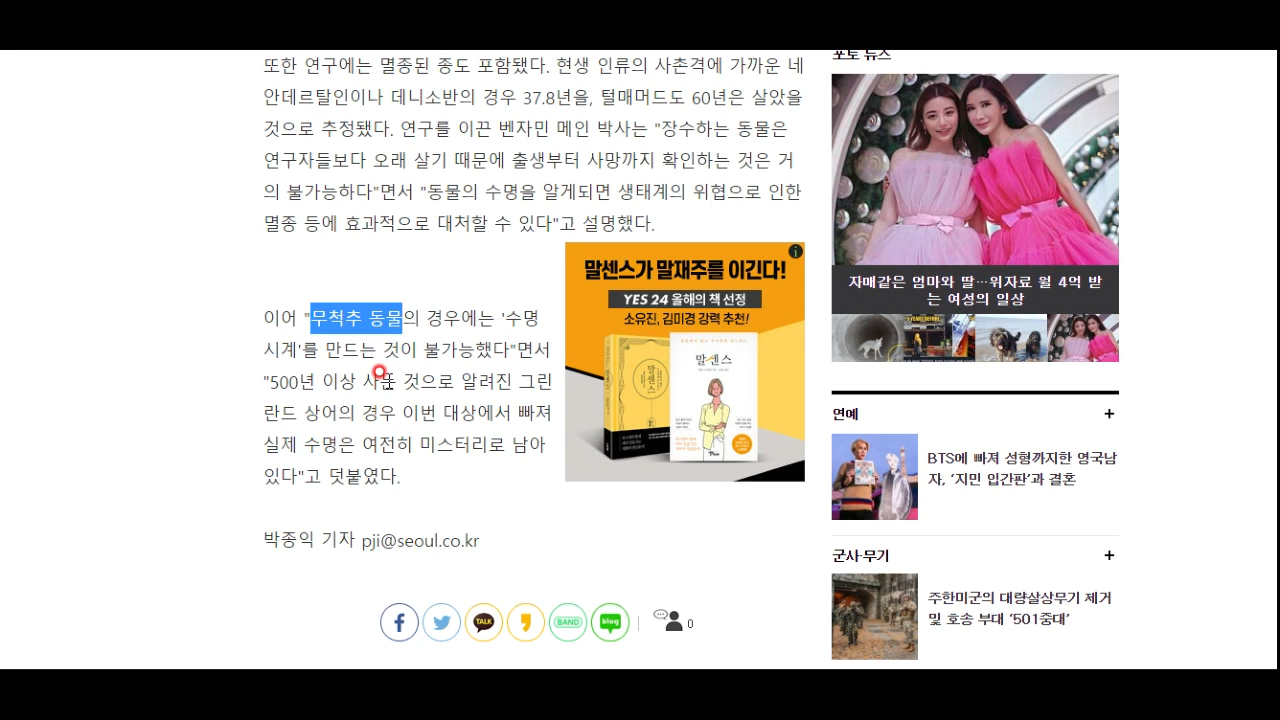 또한 연구에는 멸종된 종도 포함됐다. 현생 인류의 사촌격에 가까운 네
안데르탈인이나 데니소반의 경우 37.8년을, 털매머드도 60년은 살았을
것으로 추정됐다. 연구를 이끈 벤자민 메인 박사는 "장수하는 동물은
연구자들보다 오래 살기 때문에 출생부터 사망까지 확인하는 것은 거
의 불가능하다"면서 "동물의 수명을 알게되면 생태계의 위협으로 인한
멸종 등에 효과적으로 대처할 수 있다"고 설명했다.
이어 "무척추 동물의 경우에는 '수명
시계'를 만드는 것이 불가능했다"면서
"500년 이상 사는 것으로 알려진 그린
란드 상어의 경우 이번 대상에서 빠져
실제 수명은 여전히 미스터리로 남아
있다"고 덧붙였다.
말센스가 말재주를 이긴다!
YES 24 올해의 책 선정
소유진, 김미경 강력 추천!
말센스
말센스
박종익 기자 pji@seoul.co.kr
TALK
BAND
blog
0
포토 뉴스
자매같은 엄마와 딸…위자료 월 4억 받
는 여성의 일상
연예 +
BTS에 빠져 성형까지한 영국남
자, ‘지민 입간판’과 결혼
군사·무기 +
주한미군의 대량살상무기 제거
및 호송 부대 ‘501중대’